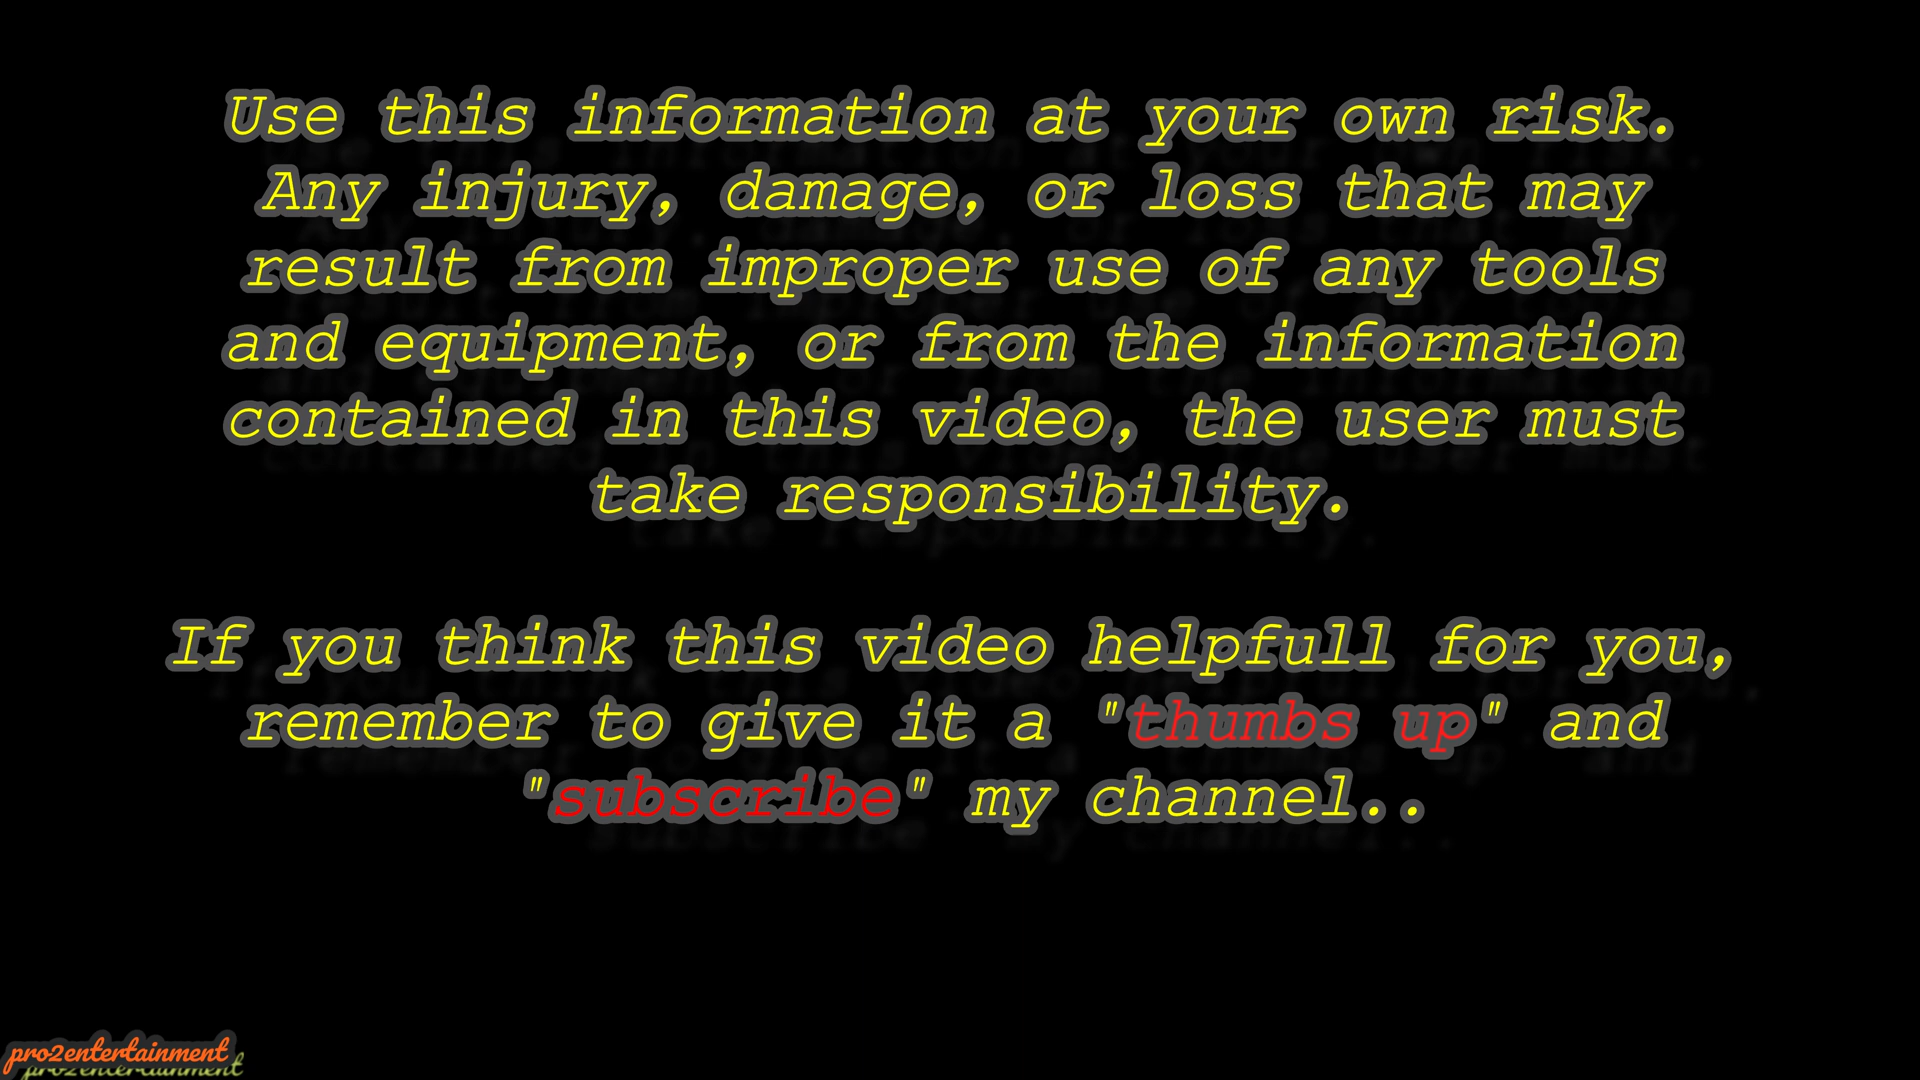 Use this information at your own risk.
Any injury, damage, or loss that may
result from improper use of any tools
and equipment, or from the information
contained in this video, the user must
take responsibility.
If you think this video helpfull for you,
remember to give it a "thumbs up" and
"subscribe" my channel..
pro2entertainment